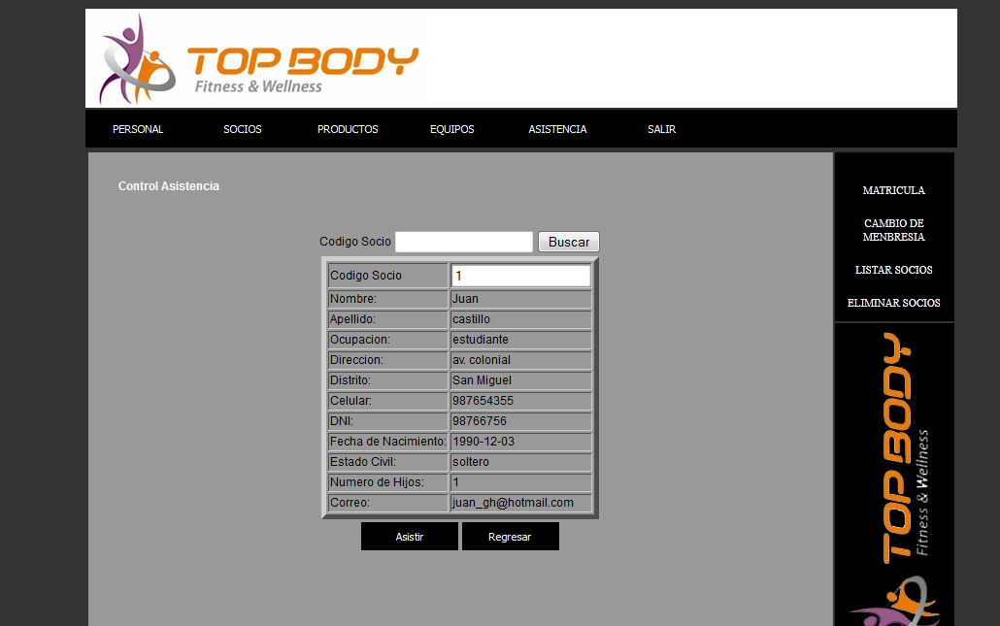 TOP BODY
Fitness & Wellness
PERSONAL SOCIOS PRODUCTOS EQUIPOS ASISTENCIA SALIR
Control Asistencia
Codigo Socio Buscar
Codigo Socio 1
Nombre: Juan
Apellido: castillo
Ocupacion: estudiante
Direccion: av. colonial
Distrito: San Miguel
Celular: 987654355
DNI: 98766756
Fecha de Nacimiento: 1990-12-03
Estado Civil: soltero
Numero de Hijos: 1
Correo: juan_gh@hotmail.com
Asistir Regresar
MATRICULA
CAMBIO DE
MENBRESIA
LISTAR SOCIOS
ELIMINAR SOCIOS
TOP BODY
Fitness & Wellness